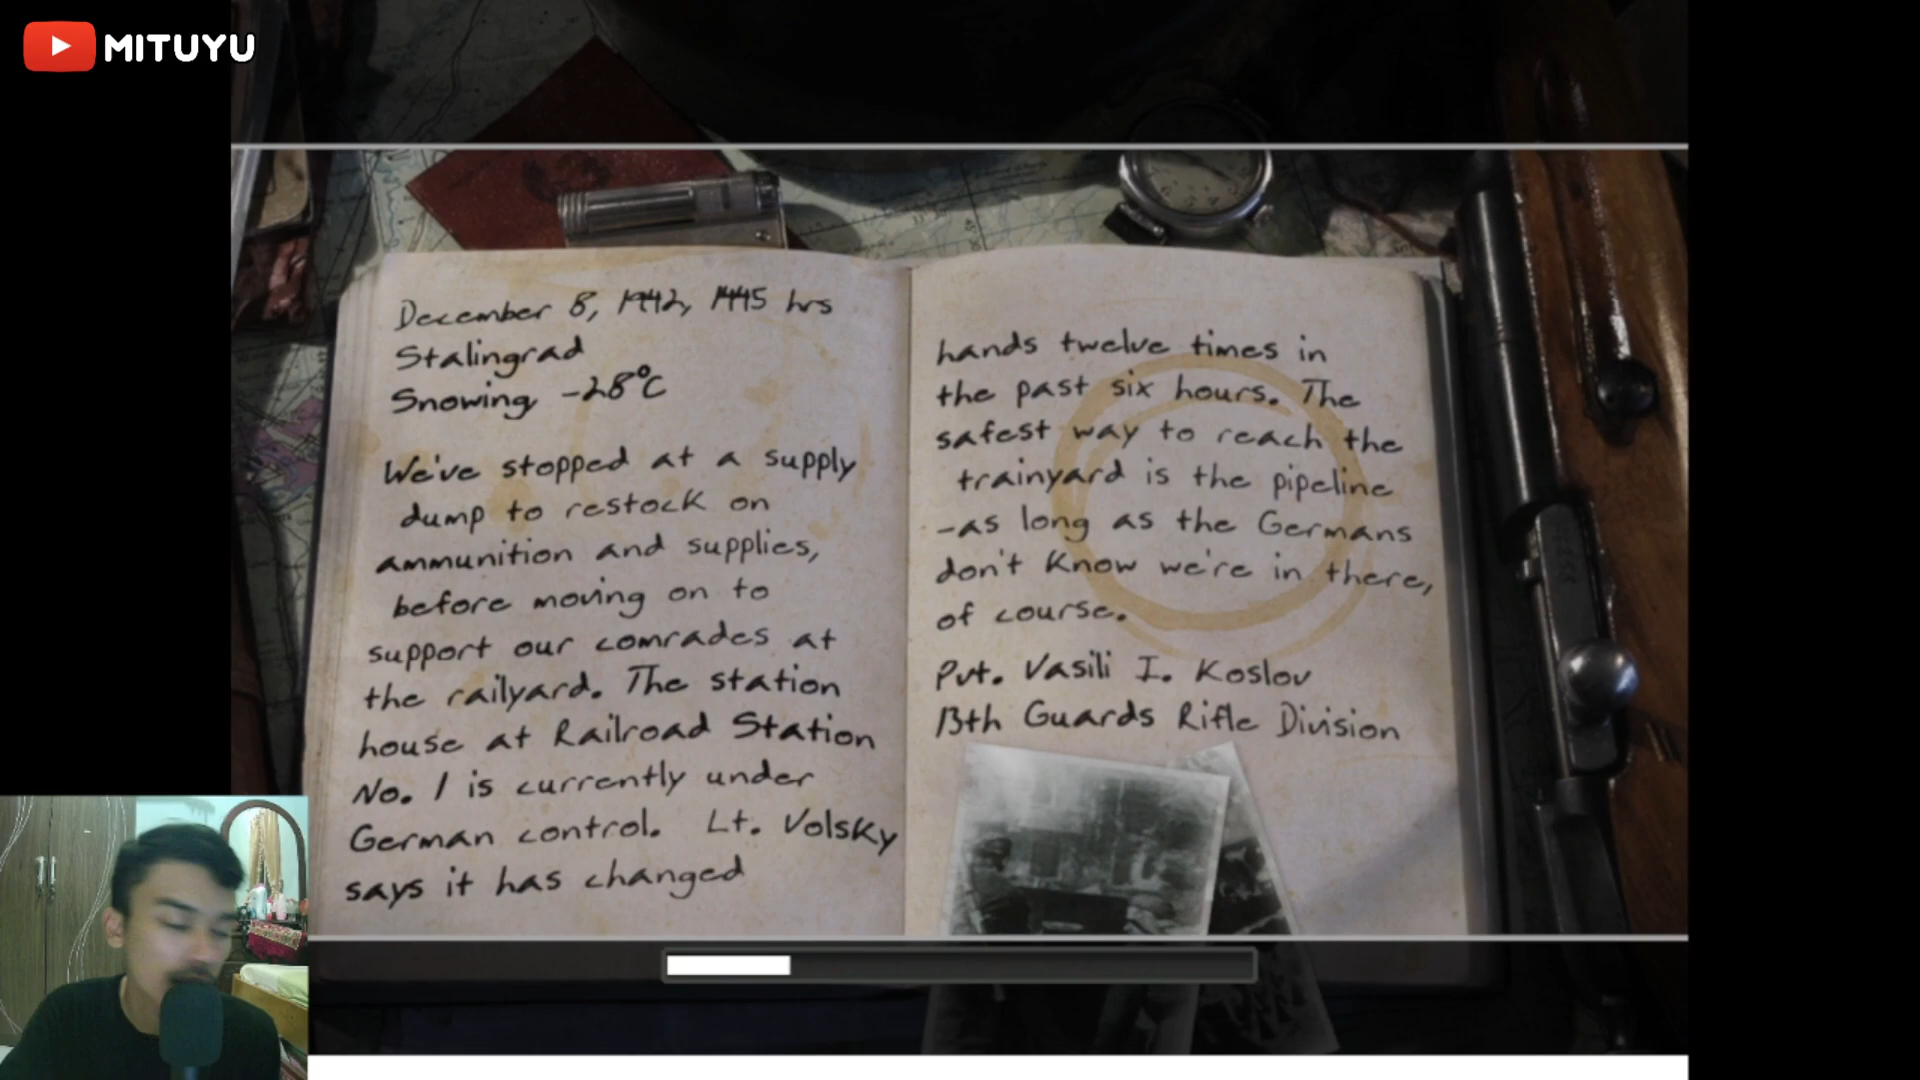 MITUYU
December 8, 1942, 1445 hrs
Stalingrad
Snowing -28°C
We've stopped at a supply
dump to restock on
ammunition and supplies,
before moving on to
support our comrades at
the railyard. The station
house at Railroad Station
No. 1 is currently under
German control. Lt. Volsky
says it has changed
hands twelve times in
the past six hours. The
safest way to reach the
trainyard is the pipeline
-as long as the Germans
don't know we're in there,
of course.
Pvt. Vasili I. Koslov
13th Guards Rifle Division